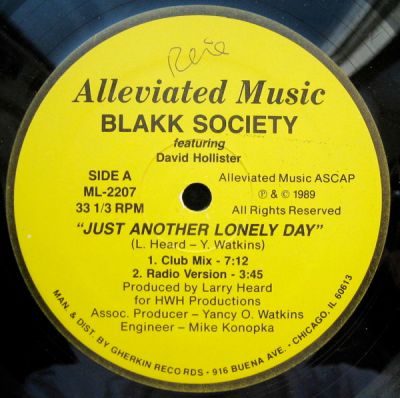 Alleviated Music
BLAKK SOCIETY
featuring
David Hollister
SIDE A
ML-2207
33 1/3 RPM
Alleviated Music ASCAP
℗ & © 1989
All Rights Reserved
"JUST ANOTHER LONELY DAY"
(L. Heard – Y. Watkins)
1. Club Mix - 7:12
2. Radio Version - 3:45
Produced by Larry Heard
for HWH Productions
Assoc. Producer – Yancy O. Watkins
Engineer – Mike Konopka
MAN. & DIST. BY GHERKIN RECORDS • 916 BUENA AVE. • CHICAGO, IL 60613